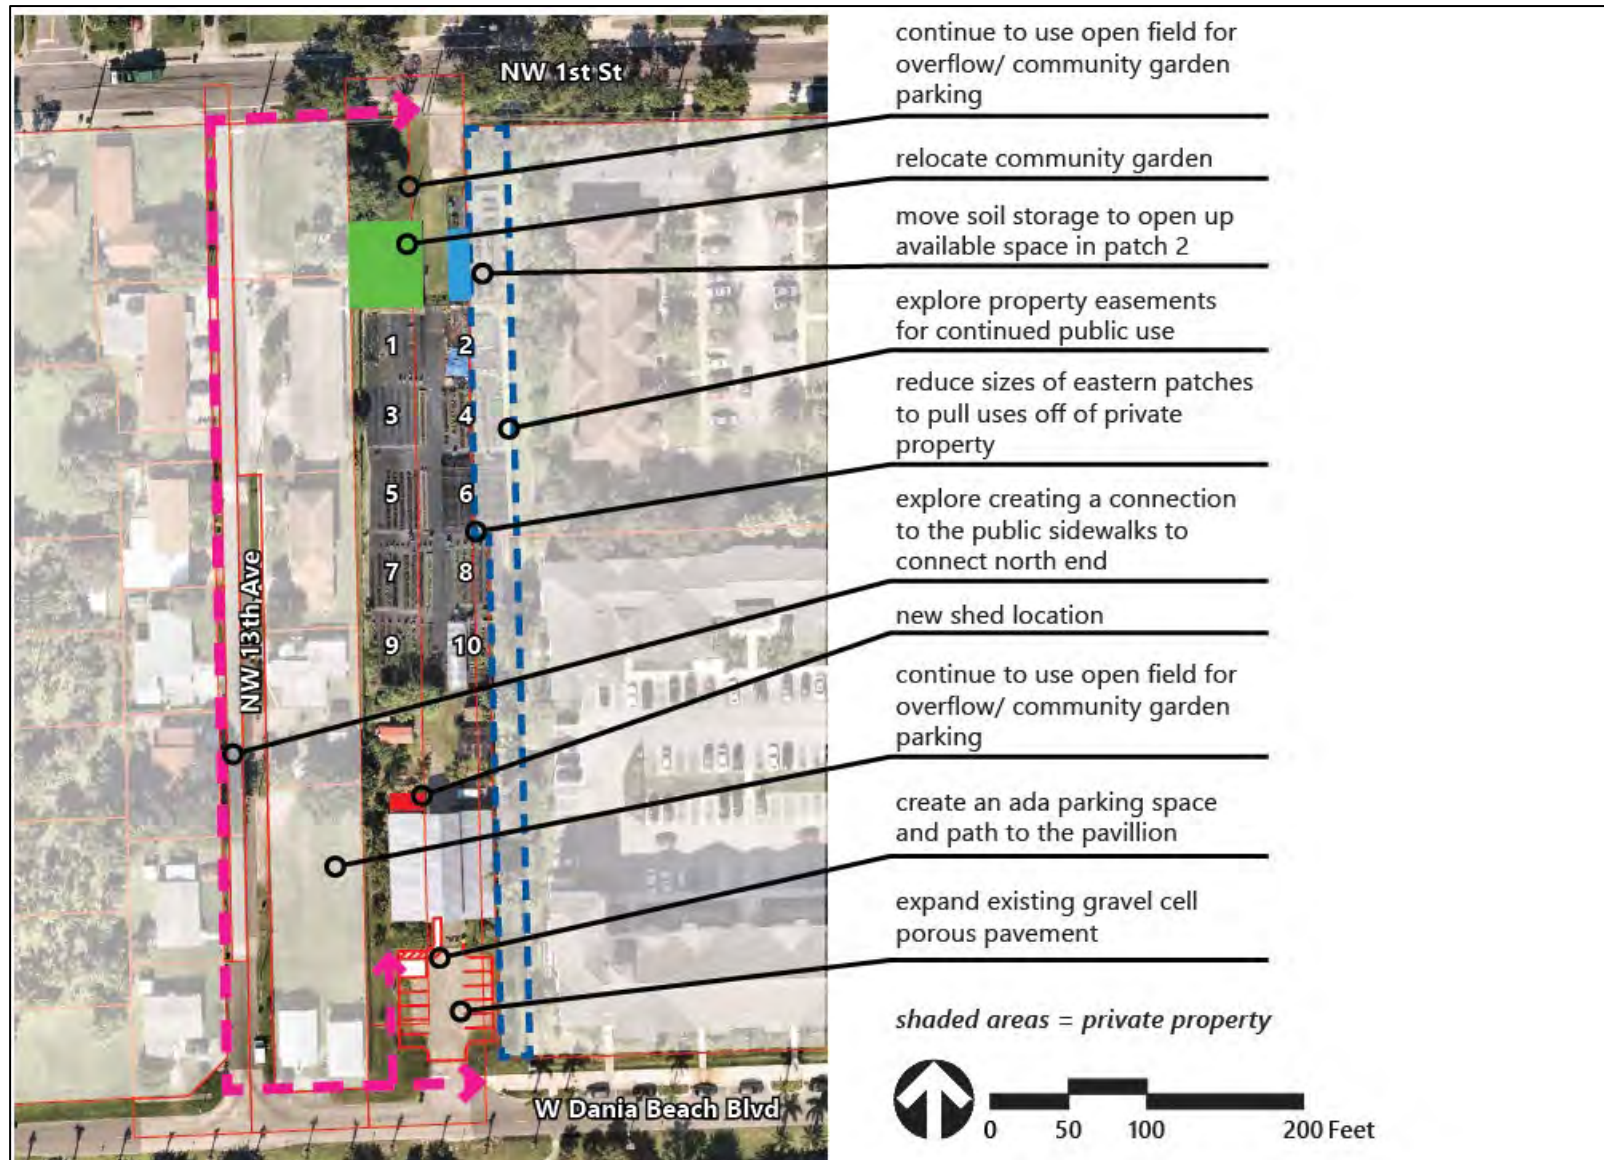 NW 1st St
1
2
3
4
5
6
7
8
9
10
NW 13th Ave
W Dania Beach Blvd
continue to use open field for
overflow/ community garden
parking
relocate community garden
move soil storage to open up
available space in patch 2
explore property easements
for continued public use
reduce sizes of eastern patches
to pull uses off of private
property
explore creating a connection
to the public sidewalks to
connect north end
new shed location
continue to use open field for
overflow/ community garden
parking
create an ada parking space
and path to the pavillion
expand existing gravel cell
porous pavement
shaded areas = private property
0 50 100 200 Feet